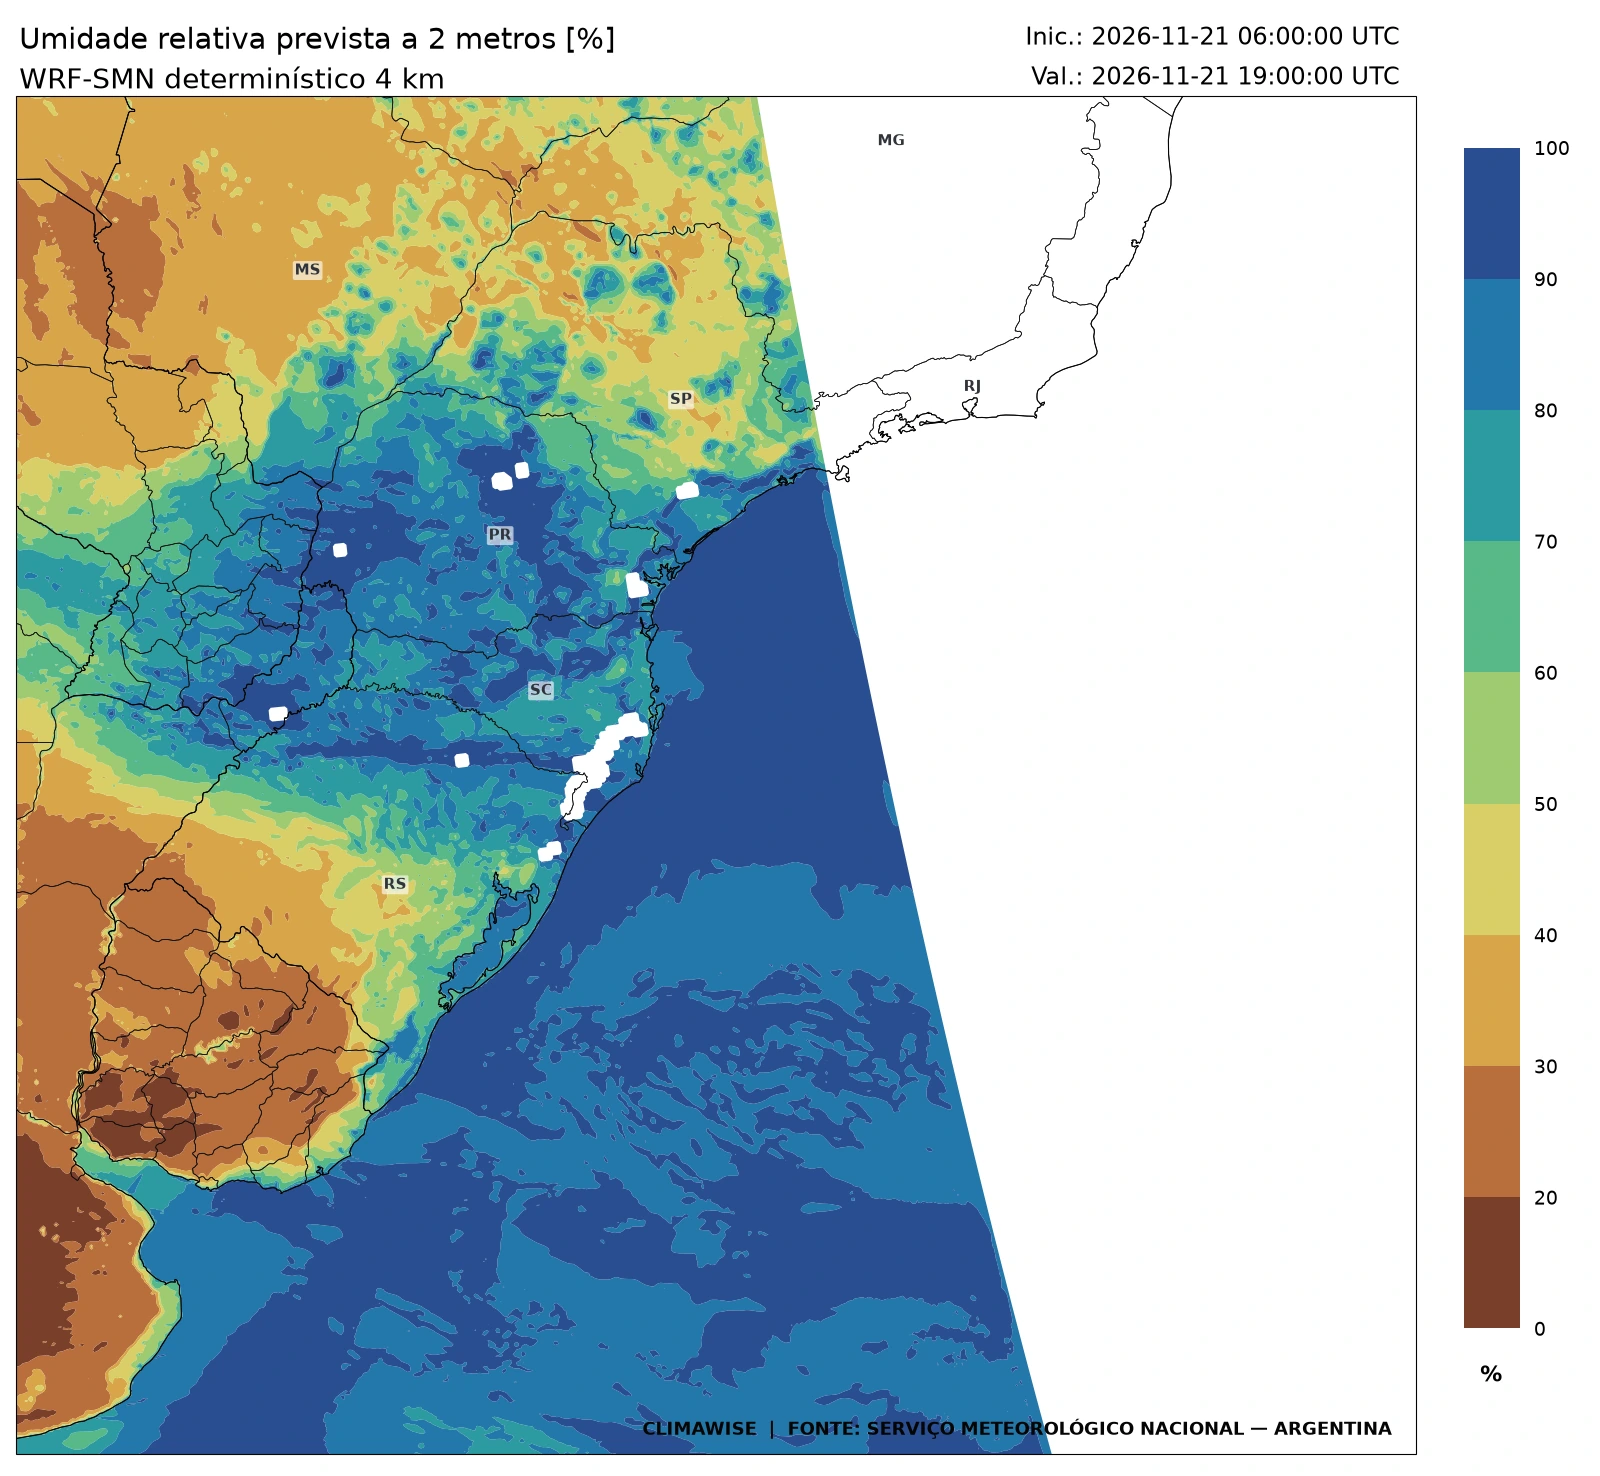 Umidade relativa prevista a 2 metros [%]
WRF-SMN determinístico 4 km
Inic.: 2026-11-21 06:00:00 UTC
Val.: 2026-11-21 19:00:00 UTC
MG
MS
RJ
SP
PR
SC
RS
100
90
80
70
60
50
40
30
20
0
%
CLIMAWISE | FONTE: SERVIÇO METEOROLÓGICO NACIONAL — ARGENTINA